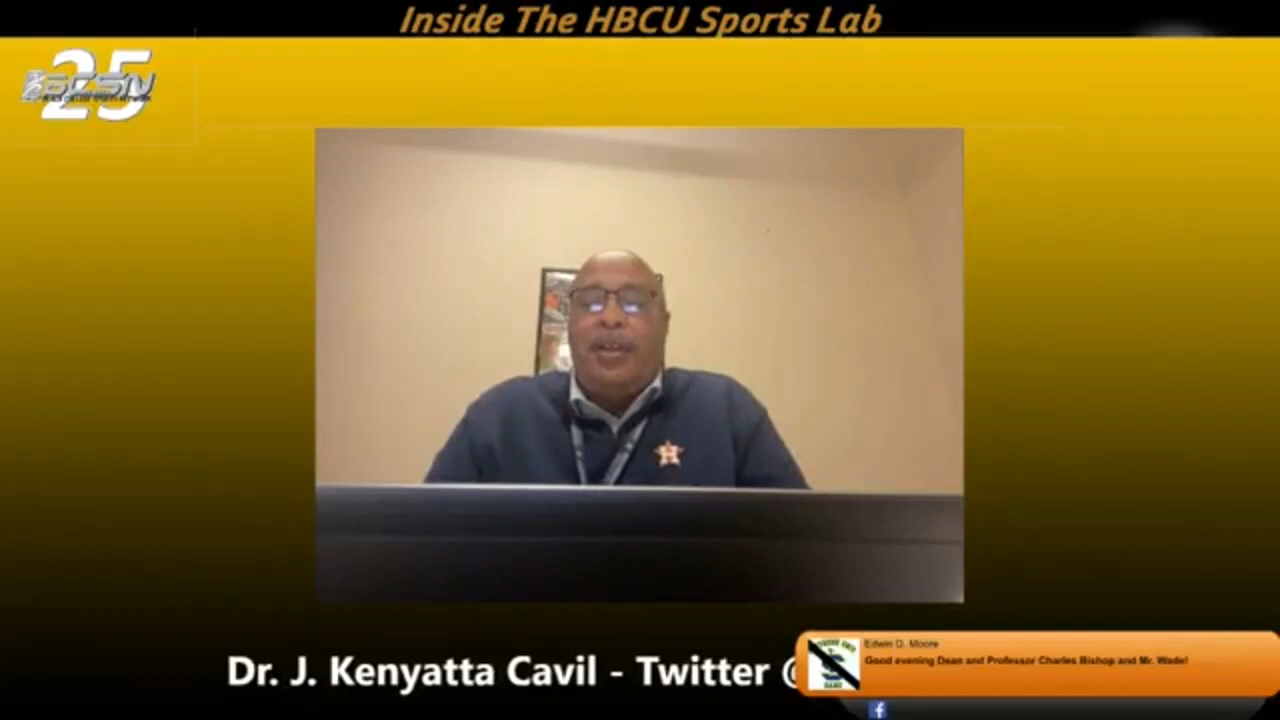 Inside The HBCU Sports Lab
25
BCSN
H
Dr. J. Kenyatta Cavil - Twitter @
Edwin D. Moore
Good evening Dean and Professor Charles Bishop and Mr. Wade!
f